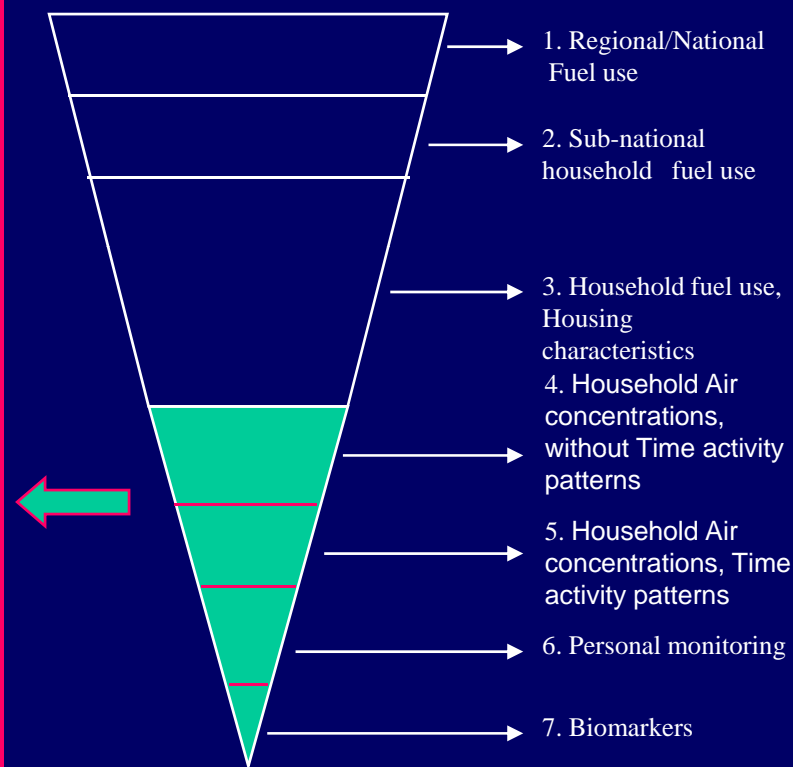 1. Regional/National
Fuel use
2. Sub-national
household fuel use
3. Household fuel use,
Housing
characteristics
4. Household Air
concentrations,
without Time activity
patterns
5. Household Air
concentrations, Time
activity patterns
6. Personal monitoring
7. Biomarkers